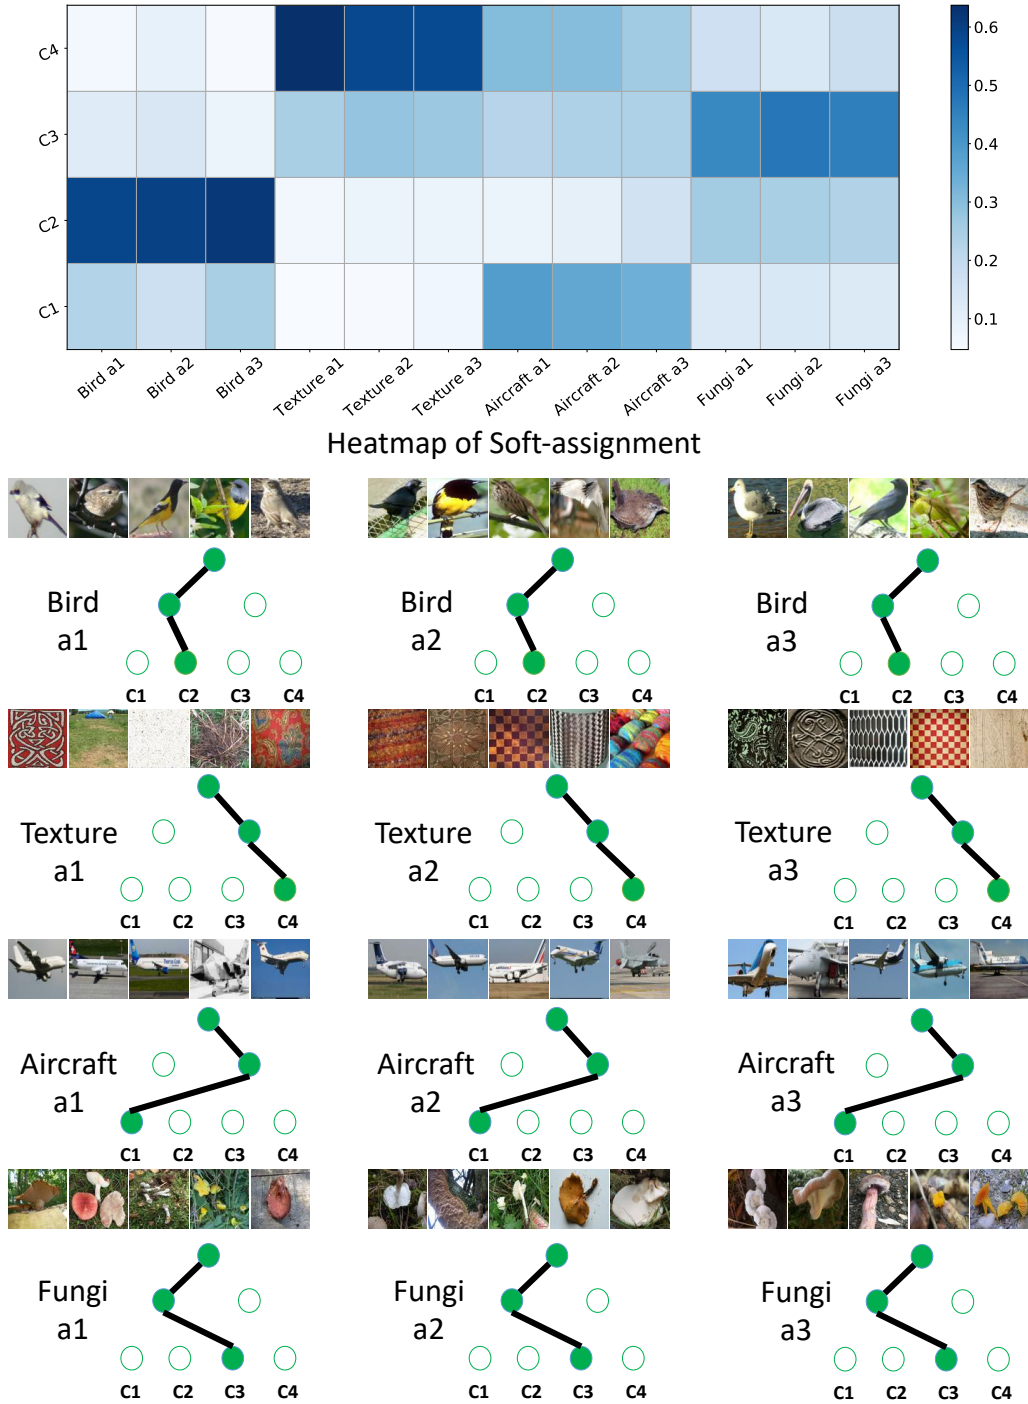 C4
C3
C2
C1
0.6
0.5
0.4
0.3
0.2
0.1
Bird a1 Bird a2 Bird a3 Texture a1 Texture a2 Texture a3 Aircraft a1 Aircraft a2 Aircraft a3 Fungi a1 Fungi a2 Fungi a3
Heatmap of Soft-assignment
Bird
a1
C1 C2 C3 C4
Bird
a2
C1 C2 C3 C4
Bird
a3
C1 C2 C3 C4
Texture
a1
C1 C2 C3 C4
Texture
a2
C1 C2 C3 C4
Texture
a3
C1 C2 C3 C4
Aircraft
a1
C1 C2 C3 C4
Aircraft
a2
C1 C2 C3 C4
Aircraft
a3
C1 C2 C3 C4
Fungi
a1
C1 C2 C3 C4
Fungi
a2
C1 C2 C3 C4
Fungi
a3
C1 C2 C3 C4